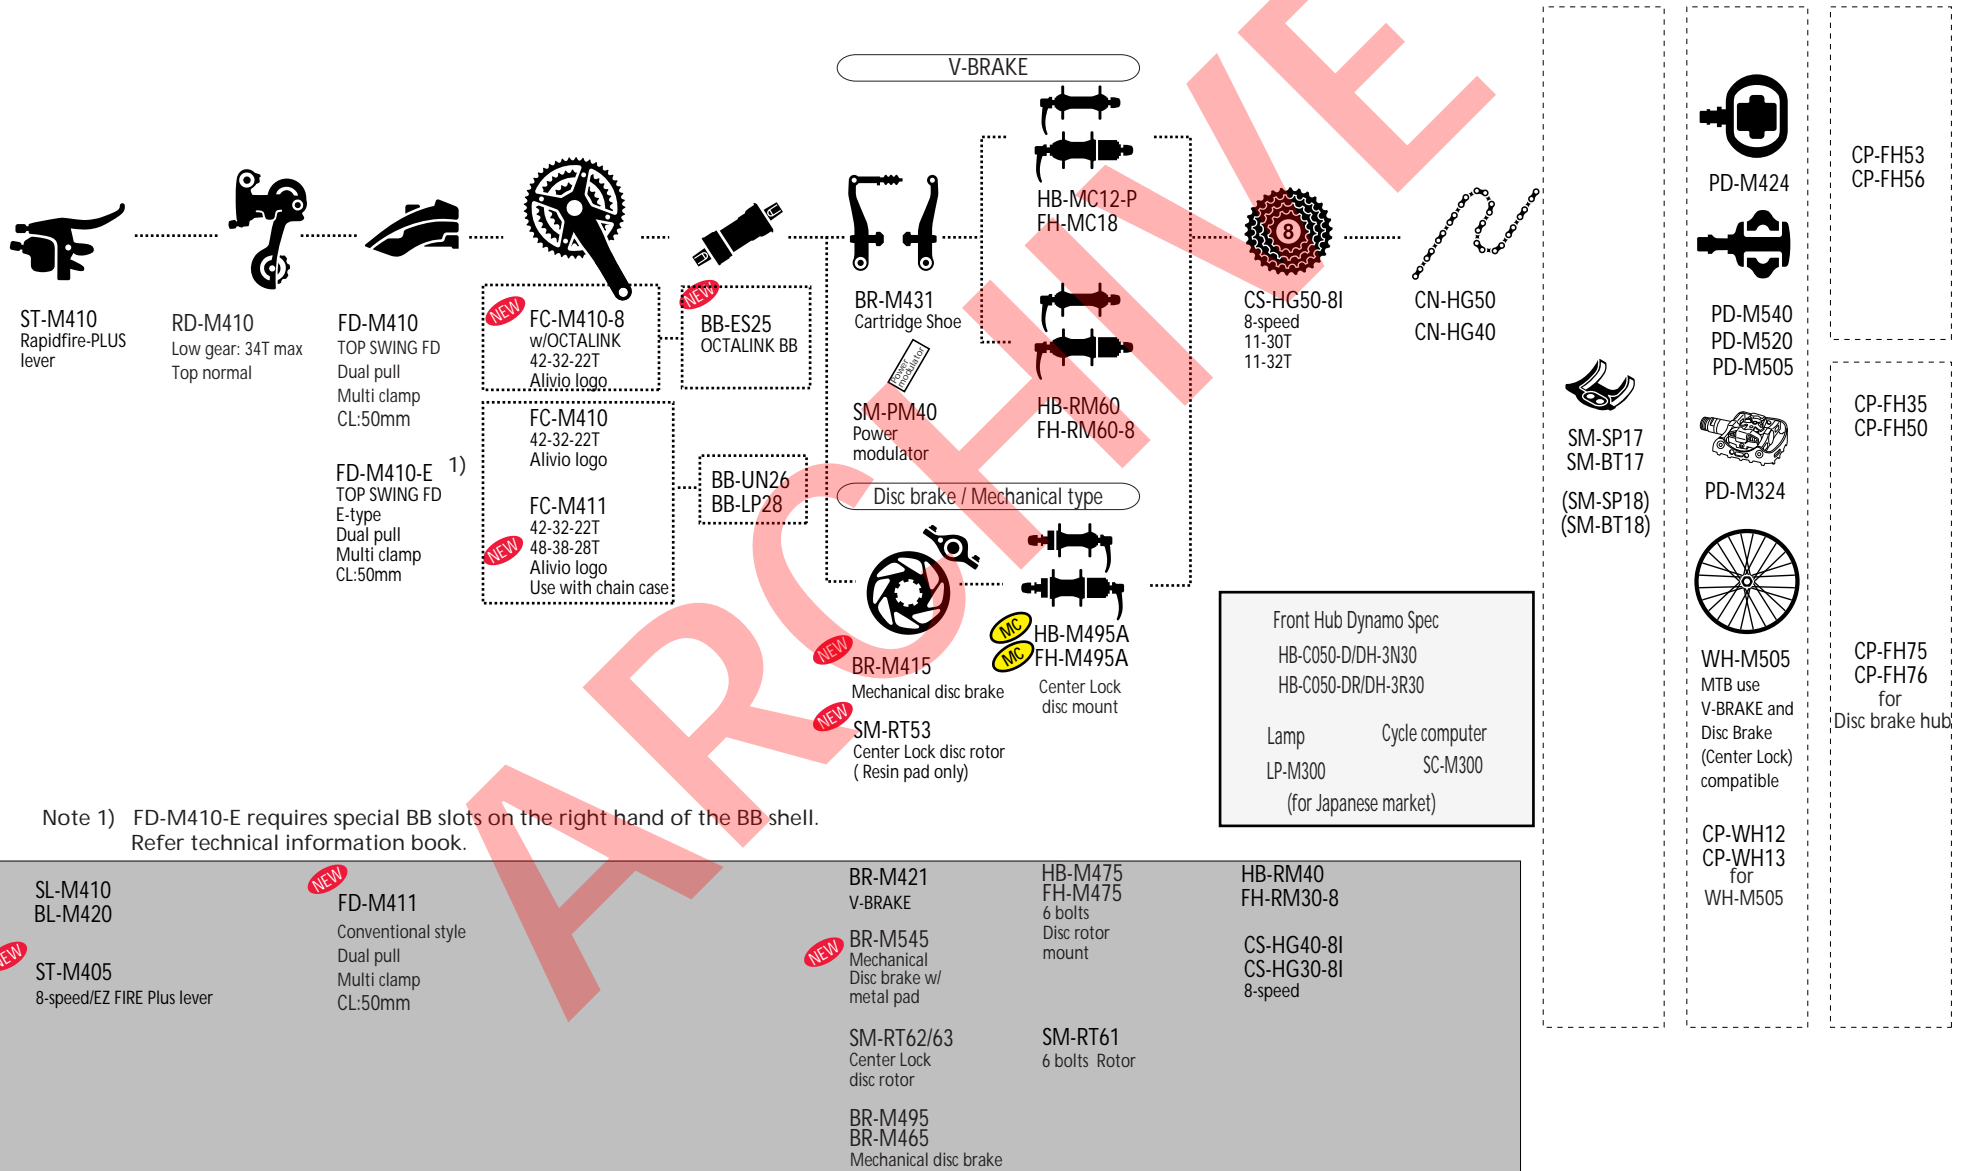 V-BRAKE
ST-M410
Rapidfire-PLUS
lever
RD-M410
Low gear: 34T max
Top normal
FD-M410
TOP SWING FD
Dual pull
Multi clamp
CL:50mm
FD-M410-E 1)
TOP SWING FD
E-type
Dual pull
Multi clamp
CL:50mm
NEW
FC-M410-8
w/OCTALINK
42-32-22T
Alivio logo
FC-M410
42-32-22T
Alivio logo
FC-M411
42-32-22T
NEW
48-38-28T
Alivio logo
Use with chain case
NEW
BB-ES25
OCTALINK BB
BB-UN26
BB-LP28
BR-M431
Cartridge Shoe
Power
modulator
SM-PM40
Power
modulator
HB-MC12-P
FH-MC18
HB-RM60
FH-RM60-8
Disc brake / Mechanical type
NEW
BR-M415
Mechanical disc brake
NEW
SM-RT53
Center Lock disc rotor
( Resin pad only)
MC
HB-M495A
MC
FH-M495A
Center Lock
disc mount
8
CS-HG50-8I
8-speed
11-30T
11-32T
CN-HG50
CN-HG40
Front Hub Dynamo Spec
HB-C050-D/DH-3N30
HB-C050-DR/DH-3R30
Lamp
LP-M300
Cycle computer
SC-M300
(for Japanese market)
SM-SP17
SM-BT17
(SM-SP18)
(SM-BT18)
PD-M424
PD-M540
PD-M520
PD-M505
PD-M324
WH-M505
MTB use
V-BRAKE and
Disc Brake
(Center Lock)
compatible
CP-WH12
CP-WH13
for
WH-M505
CP-FH53
CP-FH56
CP-FH35
CP-FH50
CP-FH75
CP-FH76
for
Disc brake hub
Note 1) FD-M410-E requires special BB slots on the right hand of the BB shell.
Refer technical information book.
SL-M410
BL-M420
NEW
ST-M405
8-speed/EZ FIRE Plus lever
NEW
FD-M411
Conventional style
Dual pull
Multi clamp
CL:50mm
BR-M421
V-BRAKE
NEW
BR-M545
Mechanical
Disc brake w/
metal pad
SM-RT62/63
Center Lock
disc rotor
BR-M495
BR-M465
Mechanical disc brake
HB-M475
FH-M475
6 bolts
Disc rotor
mount
SM-RT61
6 bolts Rotor
HB-RM40
FH-RM30-8
CS-HG40-8I
CS-HG30-8I
8-speed
ARCHIVE